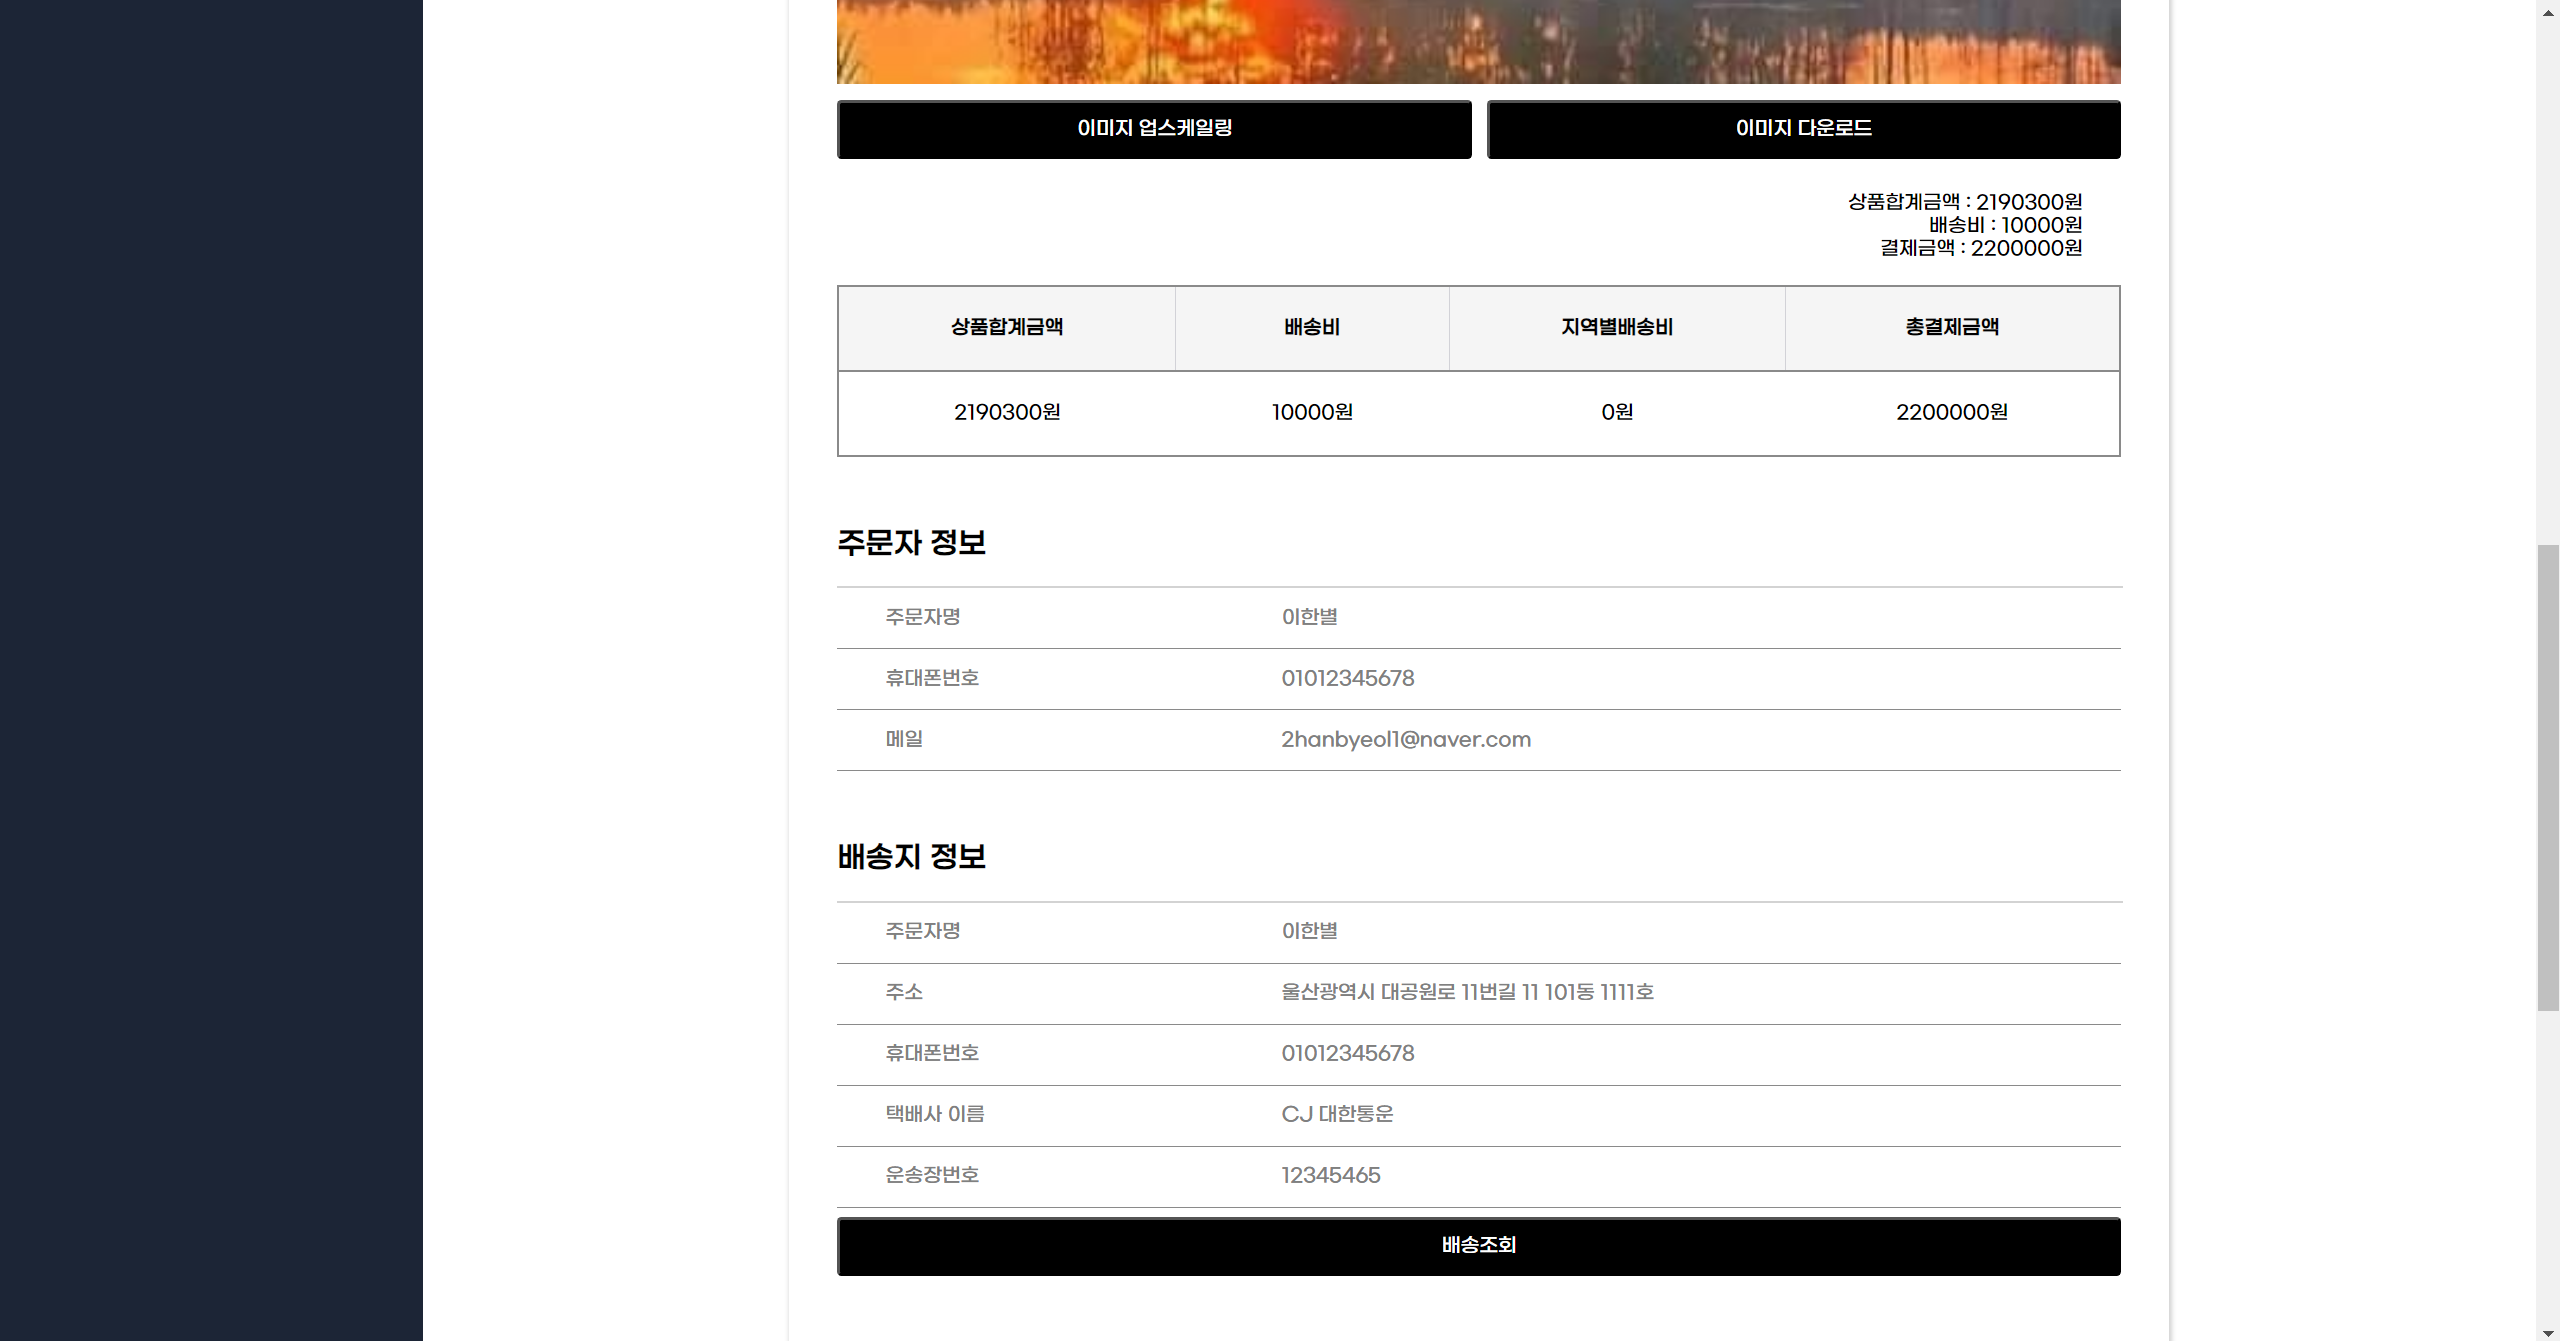 이미지 업스케일링 이미지 다운로드
상품합계금액 : 2190300원
배송비 : 10000원
결제금액 : 2200000원
상품합계금액 배송비 지역별배송비 총결제금액
2190300원 10000원 0원 2200000원
주문자 정보
주문자명 이한별
휴대폰번호 01012345678
메일 2hanbyeol1@naver.com
배송지 정보
주문자명 이한별
주소 울산광역시 대공원로 11번길 11 101동 1111호
휴대폰번호 01012345678
택배사 이름 CJ 대한통운
운송장번호 12345465
배송조회